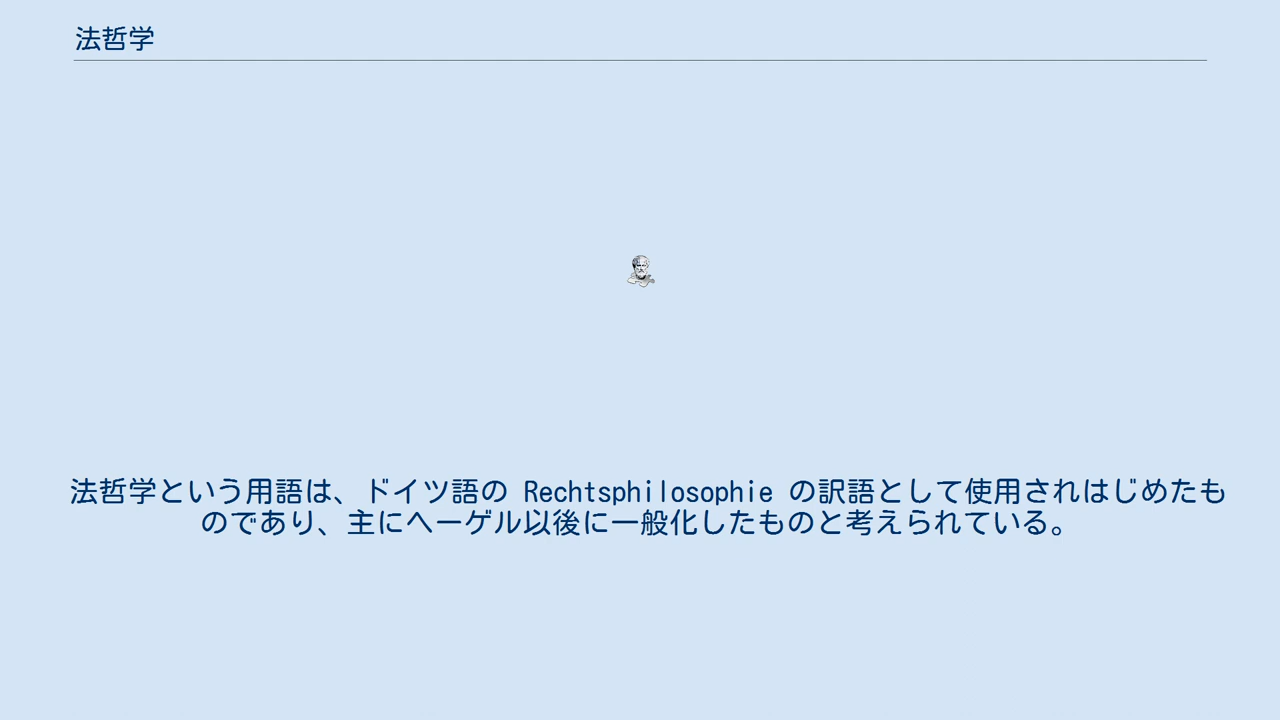 法哲学
法哲学という用語は、ドイツ語の Rechtsphilosophie の訳語として使用されはじめたも
のであり、主にヘーゲル以後に一般化したものと考えられている。